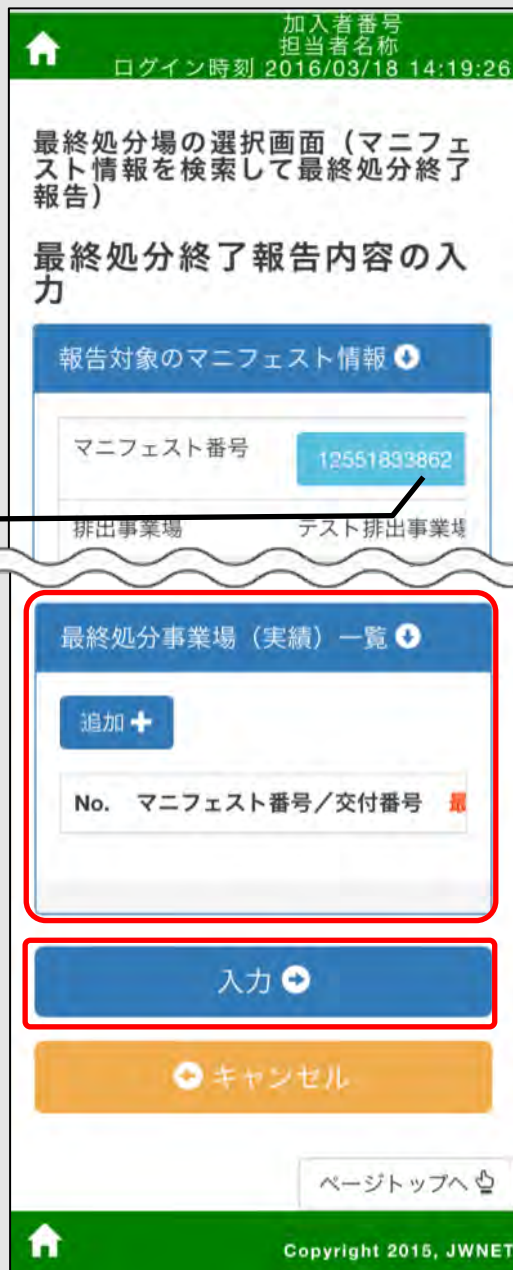 加入者番号
担当者名称
ログイン時刻 2016/03/18 14:19:26
最終処分場の選択画面（マニフェ
スト情報を検索して最終処分終了
報告）
最終処分終了報告内容の入
力
報告対象のマニフェスト情報
マニフェスト番号 12551833862
排出事業場 テスト排出事業場
最終処分事業場（実績）一覧
追加
No. マニフェスト番号／交付番号 最
入力
キャンセル
ページトップへ
Copyright 2015, JWNET